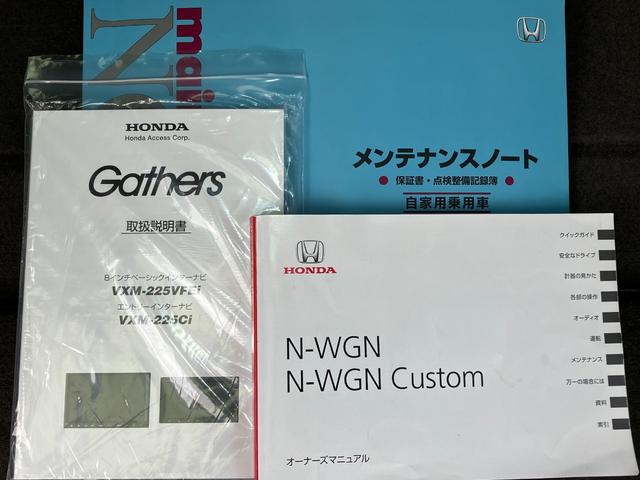 mai
No
メンテナンスノート
● 保証書・点検整備記録簿 ●
自家用乗用車
HONDA
Honda Access Corp.
Gathers
取扱説明書
8インチベーシックインターナビ
VXM-225VFEi
エントリーインターナビ
VXM-225Ci
HONDA
N-WGN
N-WGN Custom
オーナーズマニュアル
クイックガイド
安全なドライブ
計器の見かた
各部の操作
オーディオ
運転
メンテナンス
万一の場合には
資料
索引